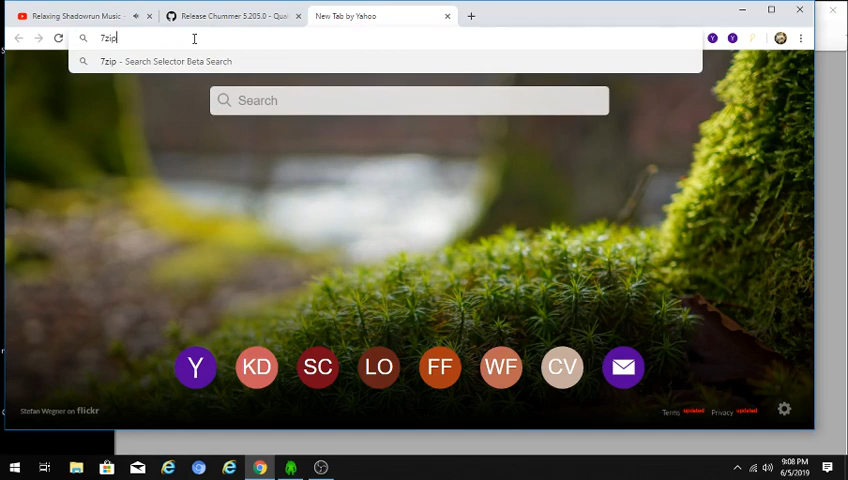 Relaxing Shadowrun Music -
Release Chummer 5.205.0 - Qual
New Tab by Yahoo
7zip
Y
Y
7zip - Search Selector Beta Search
Search
Y
KD
SC
LO
FF
WF
CV
Stefan Wegner on flickr
Terms updated
Privacy updated
9:08 PM
6/5/2019